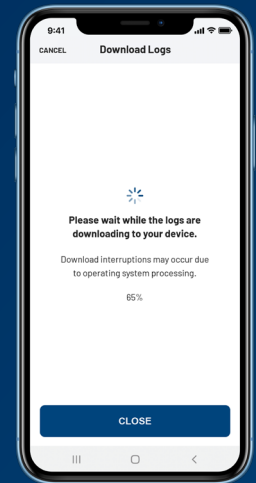 9:41
CANCEL Download Logs
Please wait while the logs are
downloading to your device.
Download interruptions may occur due
to operating system processing.
65%
CLOSE